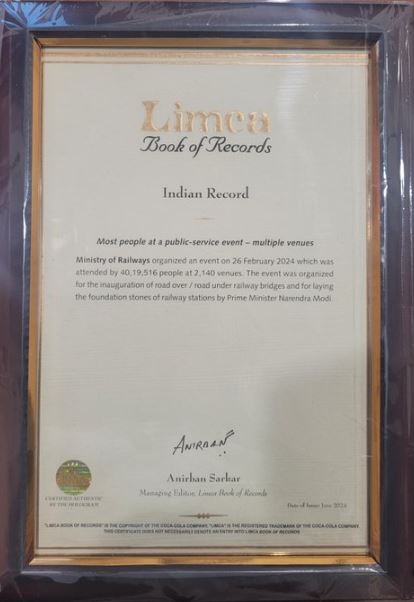 Limca
Book of Records
Indian Record
Most people at a public-service event – multiple venues
Ministry of Railways organized an event on 26 February 2024 which was
attended by 40,19,516 people at 2,140 venues. The event was organized
for the inauguration of road over / road under railway bridges and for laying
the foundation stones of railway stations by Prime Minister Narendra Modi.
ANIRBAN
Anirban Sarkar
Managing Editor, Limca Book of Records
CERTIFIED AUTHENTIC
BY THE HOLOGRAM
Date of Issue: June 2024
"LIMCA BOOK OF RECORDS" IS THE COPYRIGHT OF THE COCA-COLA COMPANY. "LIMCA" IS THE REGISTERED TRADEMARK OF THE COCA-COLA COMPANY.
THIS CERTIFICATE DOES NOT NECESSARILY DENOTE AN ENTRY INTO LIMCA BOOK OF RECORDS